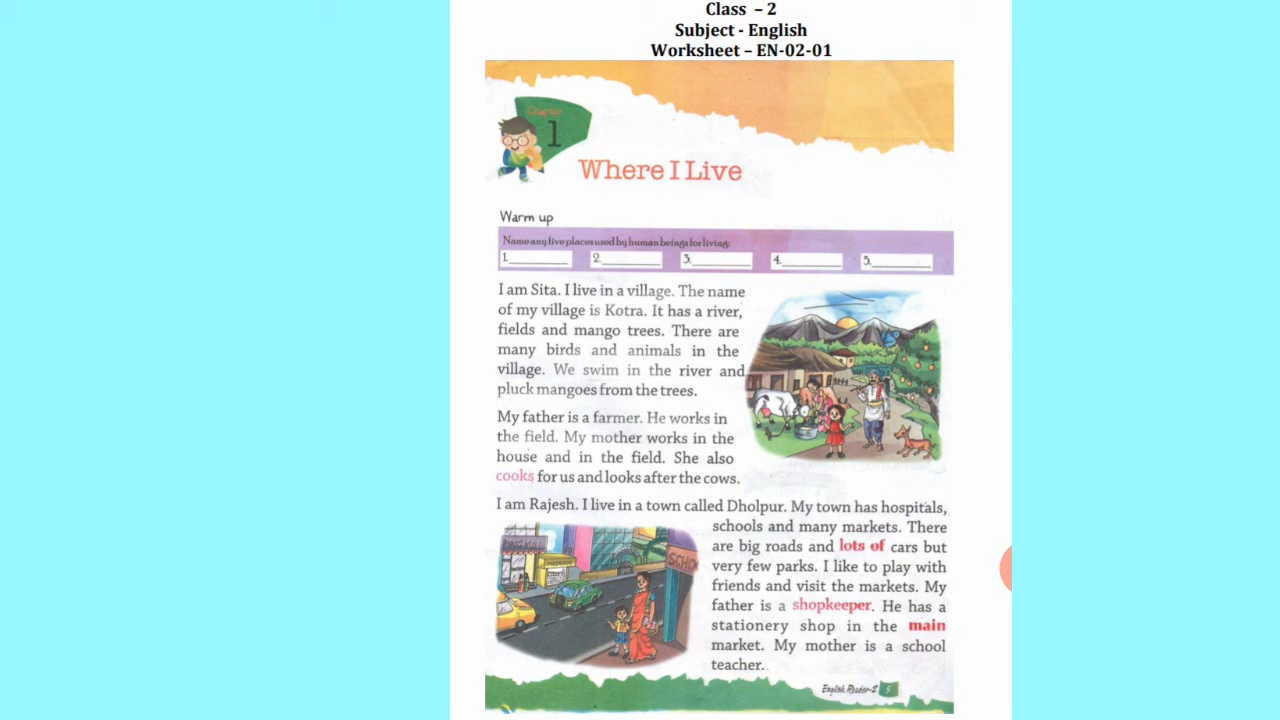 Class – 2
Subject - English
Worksheet – EN-02-01
Chapter
1
Where I Live
Warm up
Name any five places used by human beings for living:
1. 2. 3. 4. 5.
I am Sita. I live in a village. The name
of my village is Kotra. It has a river,
fields and mango trees. There are
many birds and animals in the
village. We swim in the river and
pluck mangoes from the trees.
My father is a farmer. He works in
the field. My mother works in the
house and in the field. She also
cooks for us and looks after the cows.
I am Rajesh. I live in a town called Dholpur. My town has hospitals,
schools and many markets. There
are big roads and lots of cars but
very few parks. I like to play with
friends and visit the markets. My
father is a shopkeeper. He has a
stationery shop in the main
market. My mother is a school
teacher.
SCHO
English Reader-2 5